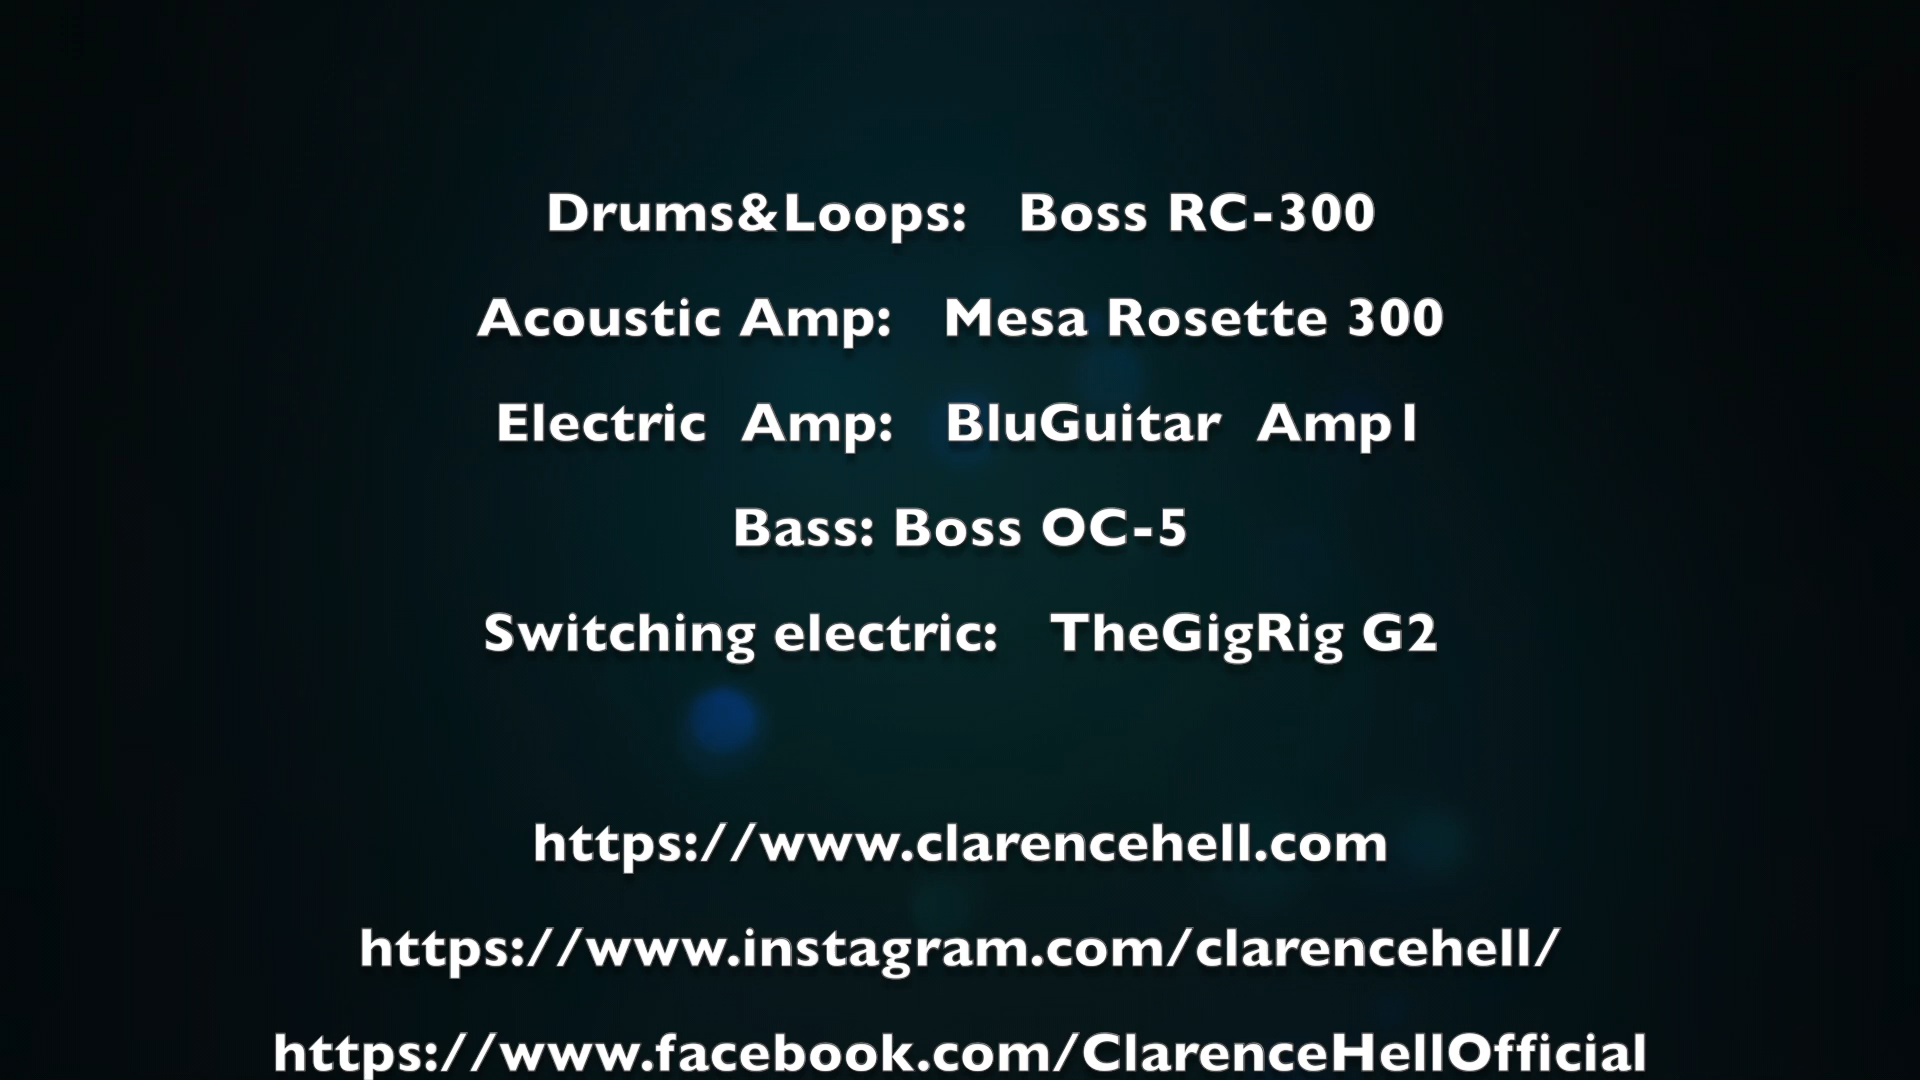 Drums&Loops: Boss RC-300
Acoustic Amp: Mesa Rosette 300
Electric Amp: BluGuitar Amp1
Bass: Boss OC-5
Switching electric: TheGigRig G2
https://www.clarencehell.com
https://www.instagram.com/clarencehell/
https://www.facebook.com/ClarenceHellOfficial